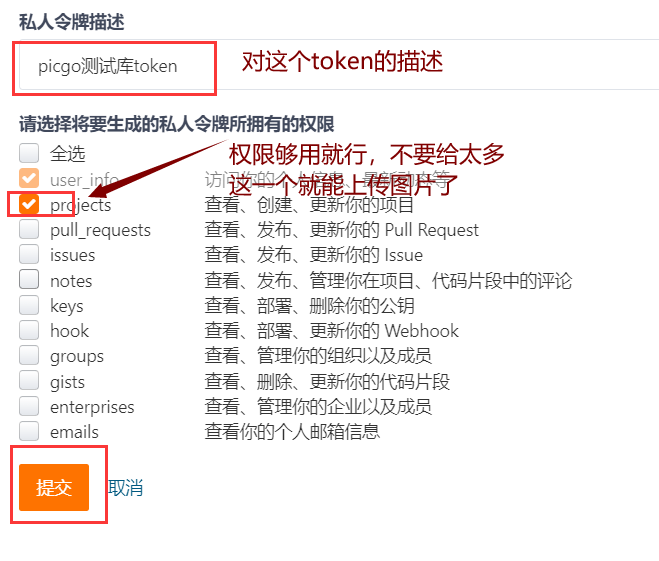 私人令牌描述
picgo测试库token
对这个token的描述
请选择将要生成的私人令牌所拥有的权限
全选
权限够用就行，不要给太多
user_info 访问你的个人信息、最新动态等
这一个就能上传图片了
projects 查看、创建、更新你的项目
pull_requests 查看、发布、更新你的 Pull Request
issues 查看、发布、更新你的 Issue
notes 查看、发布、管理你在项目、代码片段中的评论
keys 查看、部署、删除你的公钥
hook 查看、部署、更新你的 Webhook
groups 查看、管理你的组织以及成员
gists 查看、删除、更新你的代码片段
enterprises 查看、管理你的企业以及成员
emails 查看你的个人邮箱信息
提交 取消